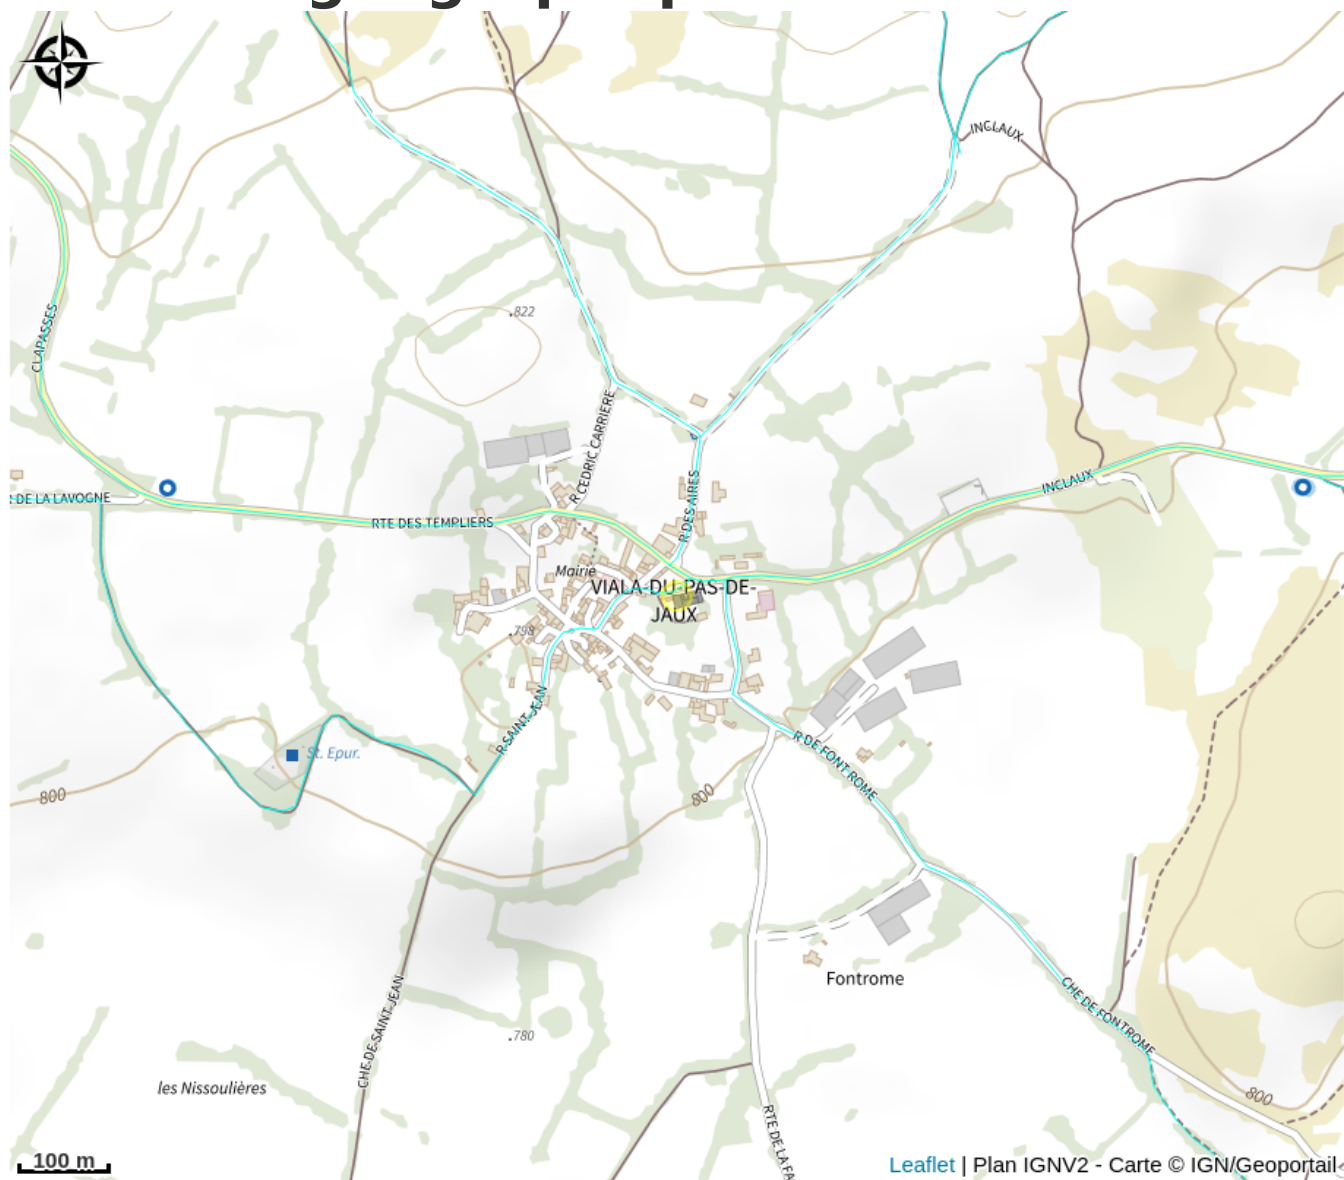 INCLAUX
.822
CLAPASSES
R CEDRIC CARRIERE
R DES AIRES
INCLAUX
DE LA LAVOGNE
RTE DES TEMPLIERS
Mairie
VIALA-DU-PAS-DE-
JAUX
.798
R SAINT-JEAN
St. Epur.
R DE FONT ROME
800
800
Fontrome
CHE DE SAINT-JEAN
CHE DE FONTROME
.780
les Nissoulières
800
RTE DE LA FA
100 m
Leaflet | Plan IGNV2 - Carte © IGN/Geoportail